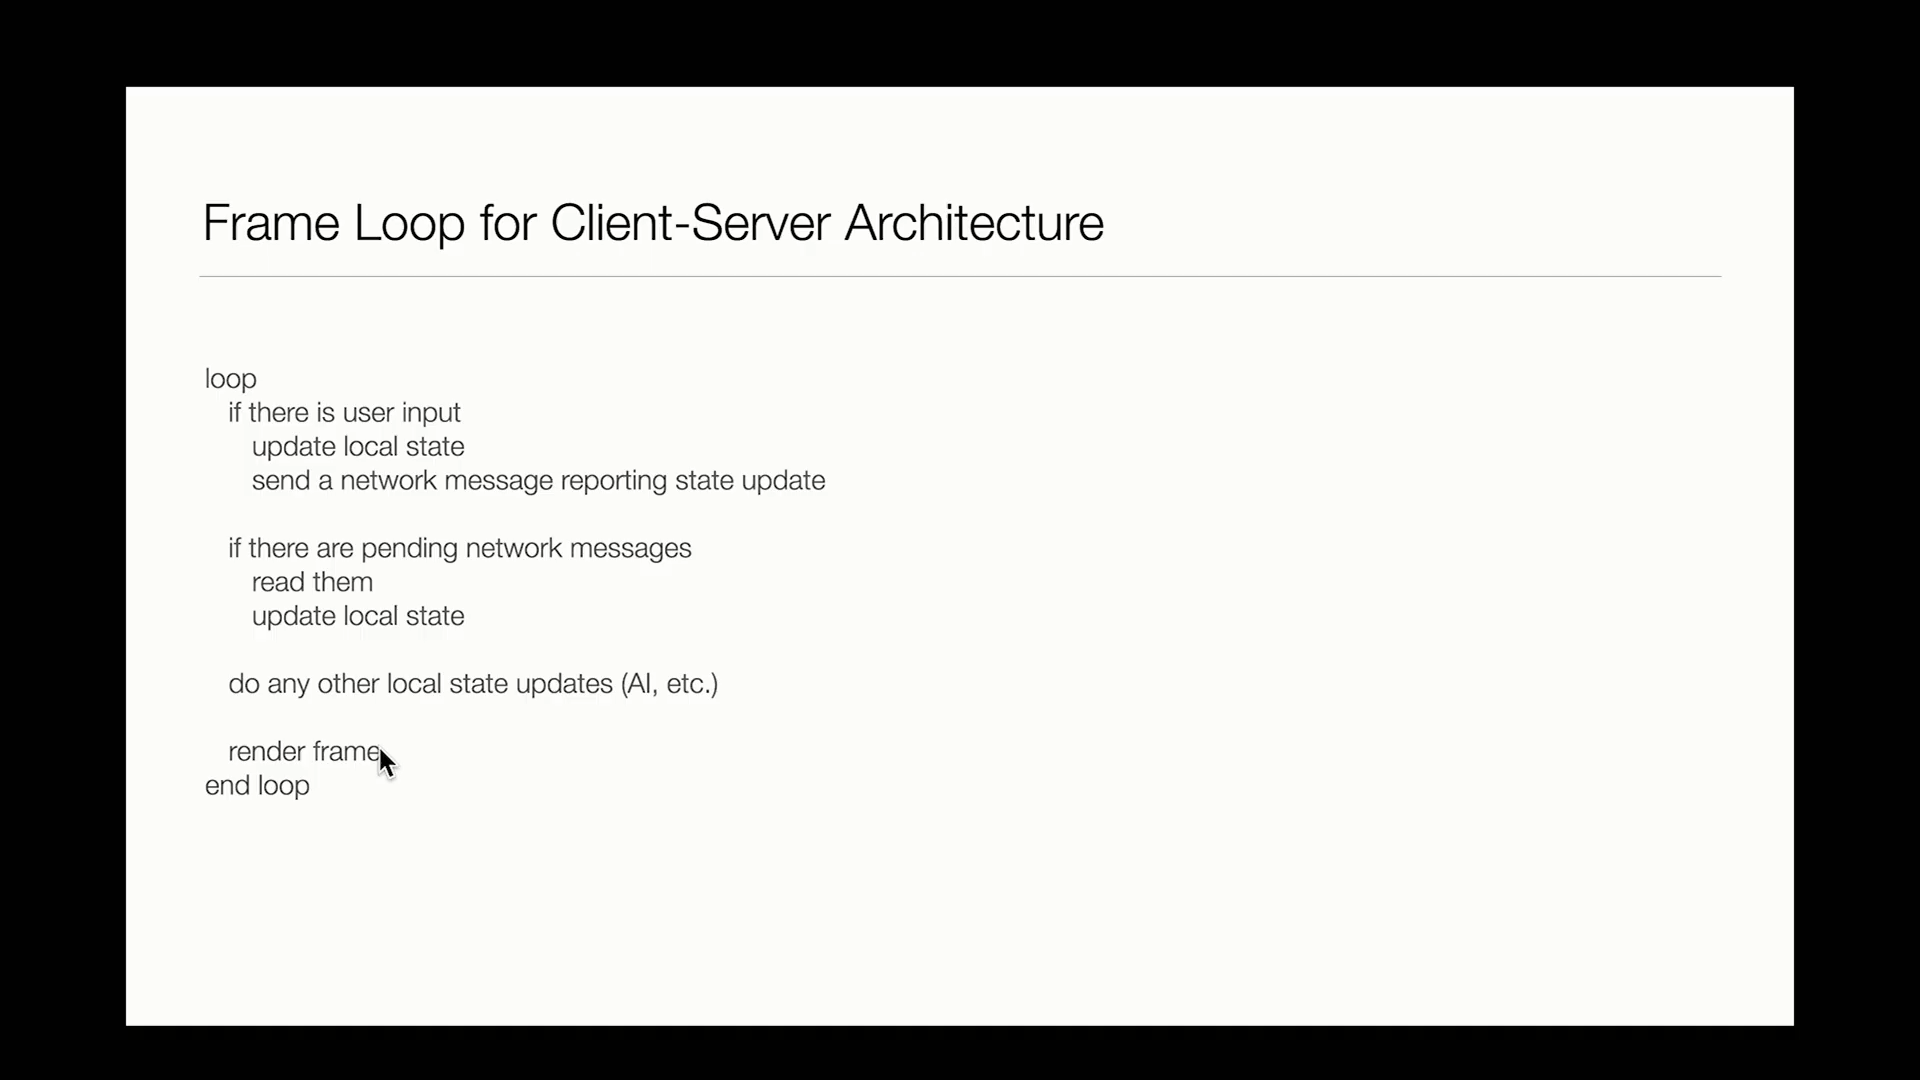 Frame Loop for Client-Server Architecture
loop
if there is user input
update local state
send a network message reporting state update
if there are pending network messages
read them
update local state
do any other local state updates (AI, etc.)
render frame
end loop